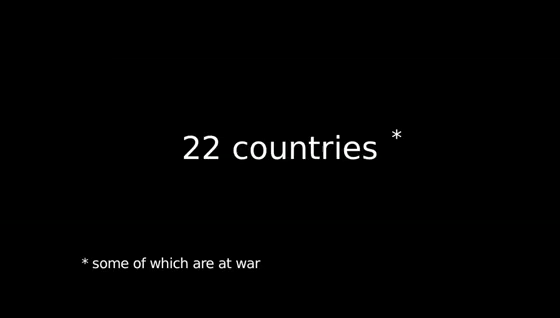 22 countries *
* some of which are at war